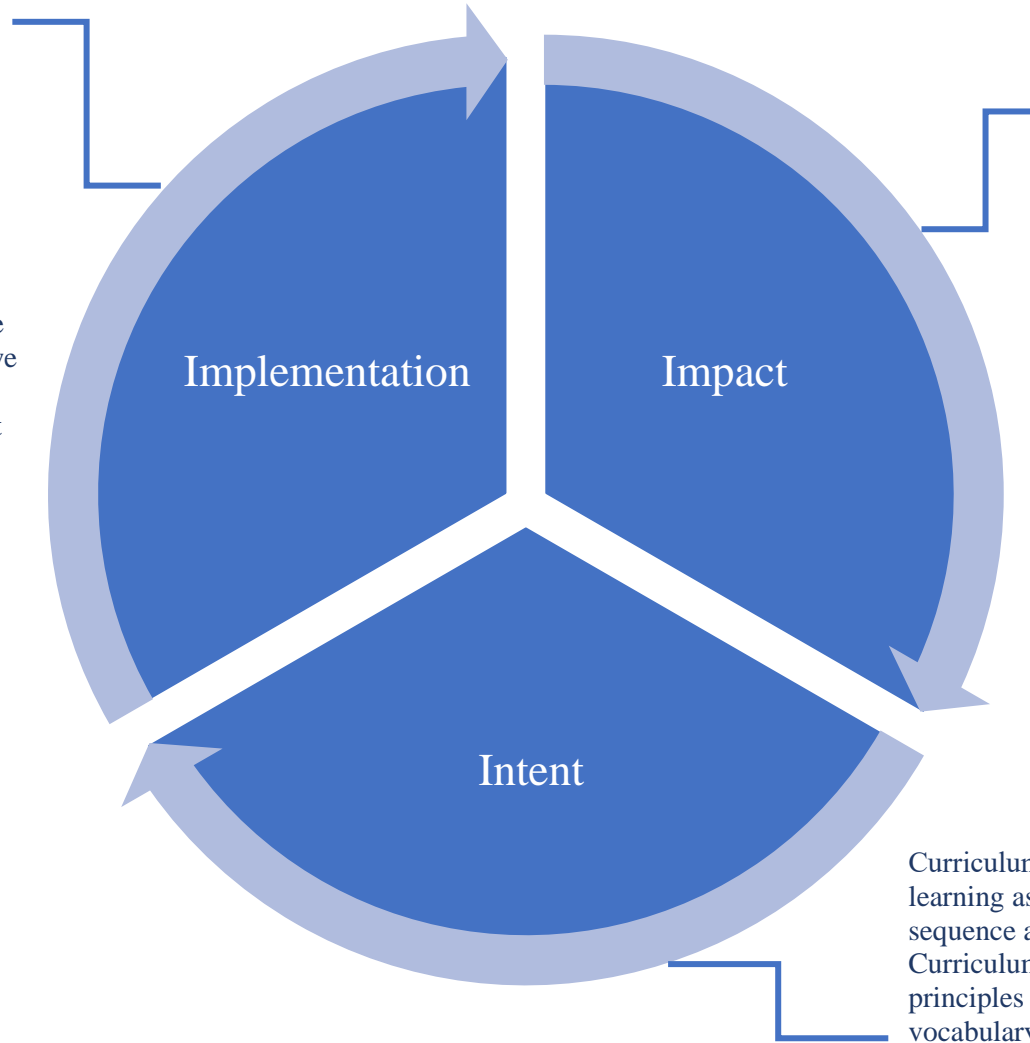 Implementation
Impact
Intent
Curriculum
learning as
sequence a
Curriculum
principles
vocabulary